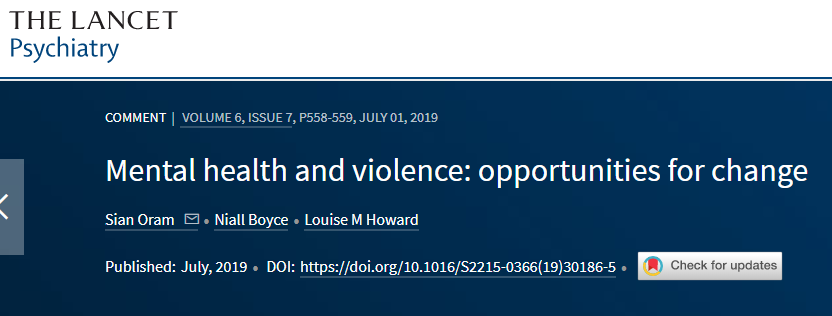 THE LANCET
Psychiatry
COMMENT | VOLUME 6, ISSUE 7, P558-559, JULY 01, 2019
Mental health and violence: opportunities for change
Sian Oram • Niall Boyce • Louise M Howard
Published: July, 2019 • DOI: https://doi.org/10.1016/S2215-0366(19)30186-5 • Check for updates